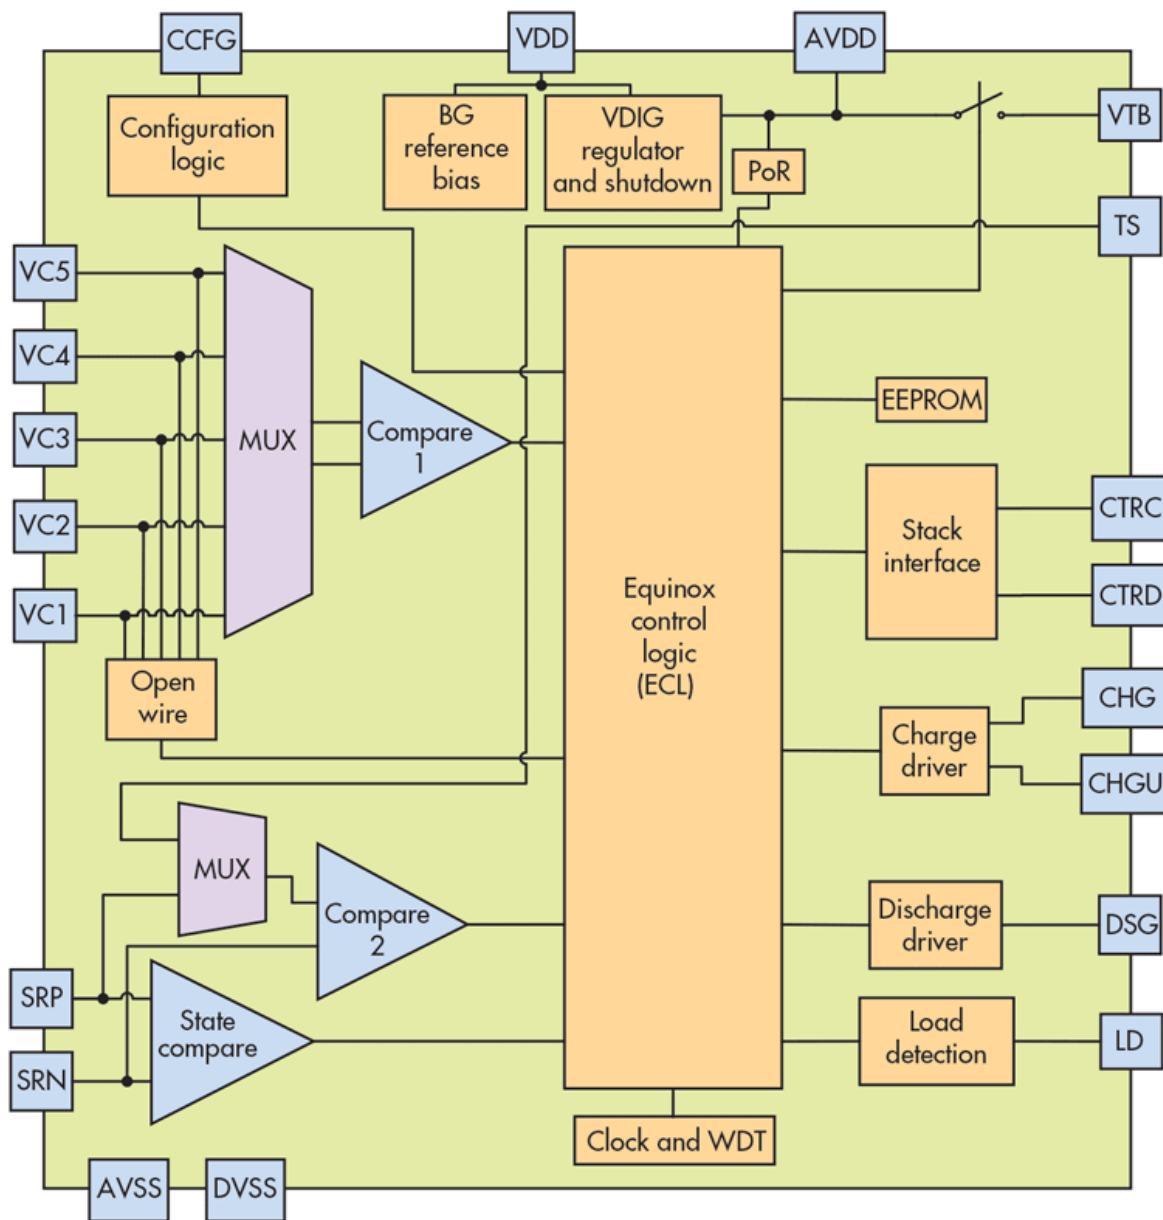 CCFG
VDD
AVDD
Configuration
logic
BG
reference
bias
VDIG
regulator
and shutdown
PoR
VTB
TS
VC5
VC4
VC3
VC2
VC1
MUX
Compare
1
EEPROM
Stack
interface
CTRC
CTRD
Equinox
control
logic
(ECL)
Open
wire
Charge
driver
CHG
CHGU
MUX
Compare
2
Discharge
driver
DSG
SRP
SRN
State
compare
Load
detection
LD
Clock and WDT
AVSS
DVSS